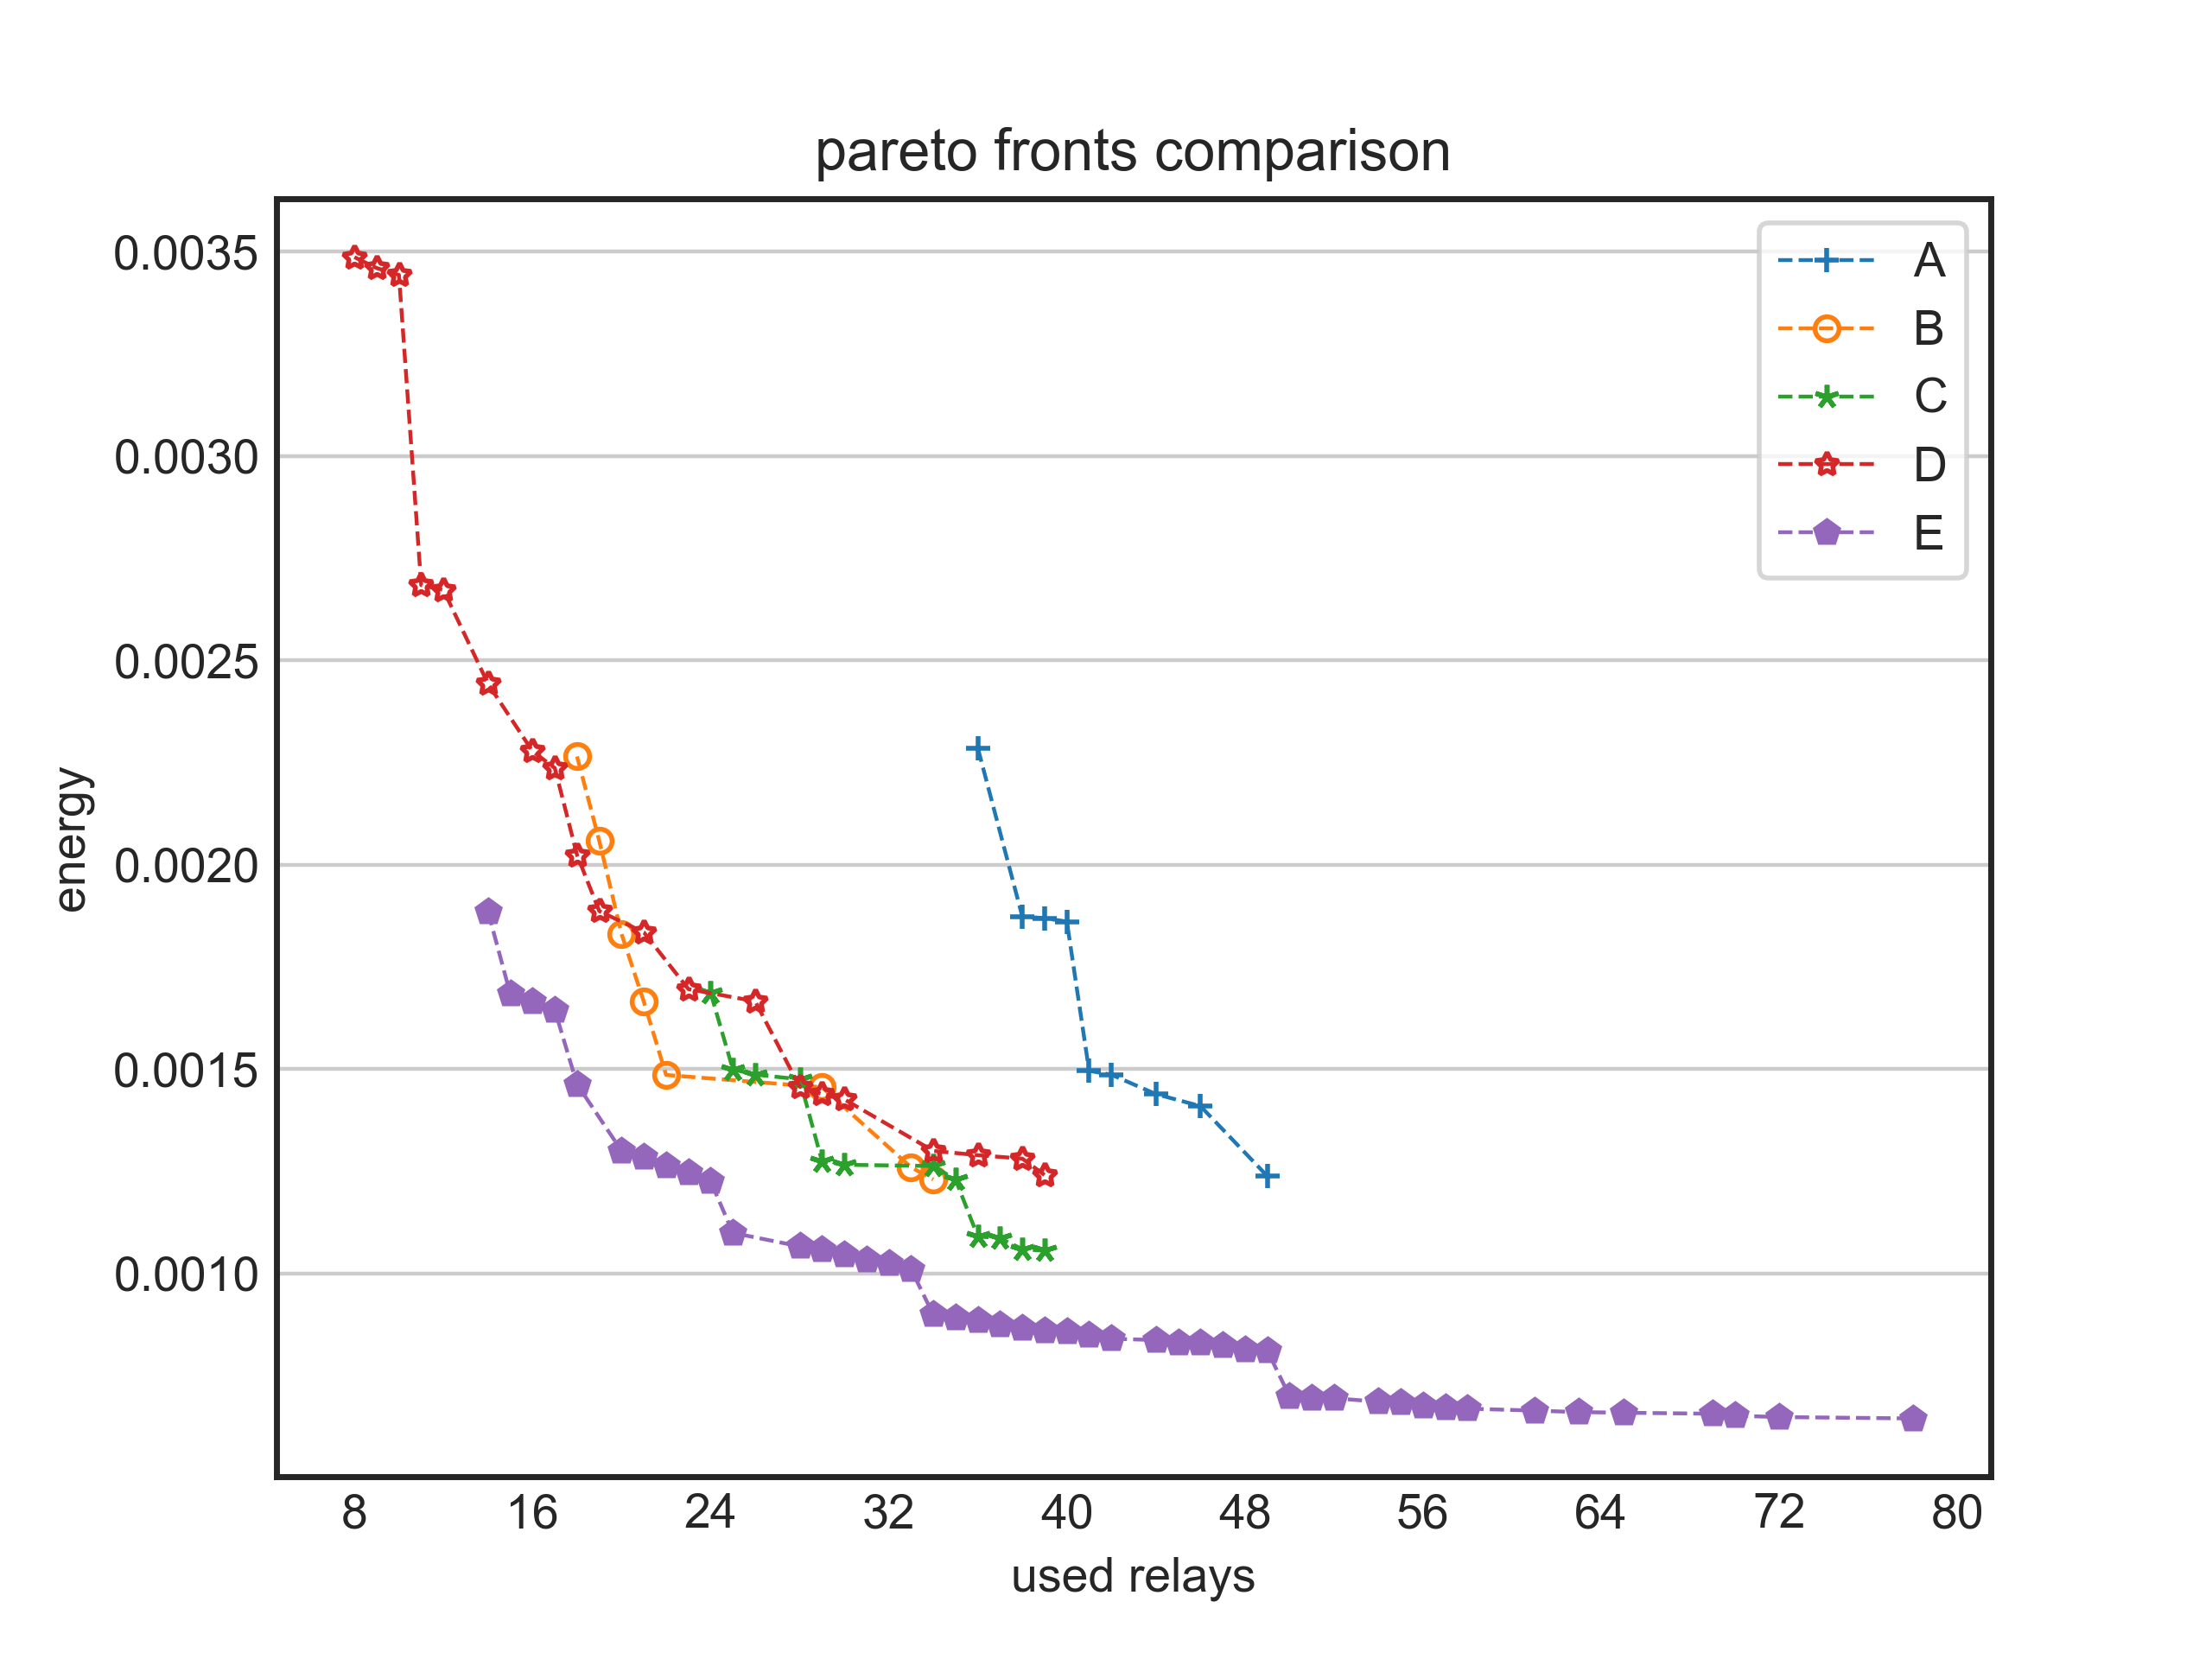 pareto fronts comparison
0.0035
0.0030
0.0025
0.0020
0.0015
0.0010
energy
A
B
C
D
E
8 16 24 32 40 48 56 64 72 80
used relays